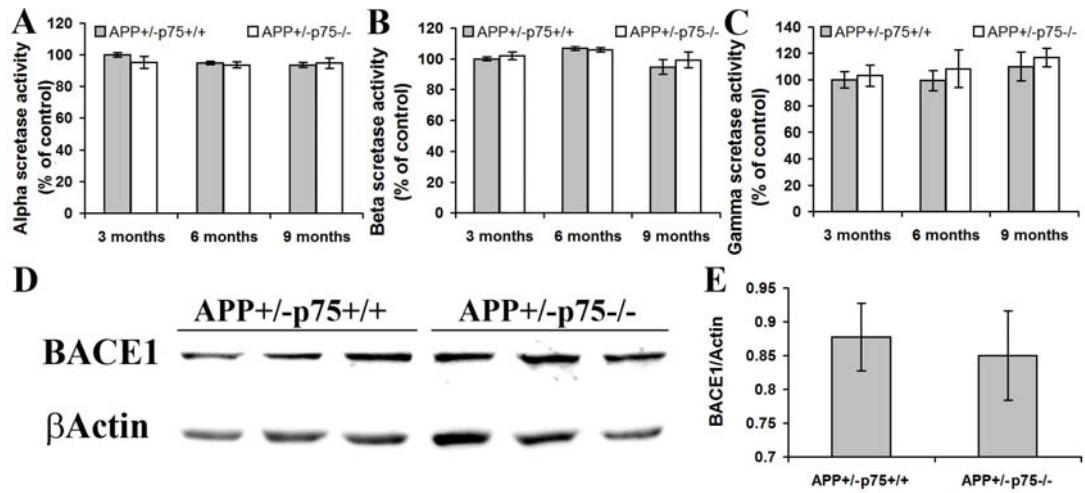 A
APP+/-p75+/+ APP+/-p75-/-
Alpha scretase activity
(% of control)
120
100
80
60
40
20
0
3 months 6 months 9 months
B
APP+/-p75+/+ APP+/-p75-/-
Beta scretase activity
(% of control)
120
100
80
60
40
20
0
3 months 6 months 9 months
C
APP+/-p75+/+ APP+/-p75-/-
Gamma scretase activity
(% of control)
140
120
100
80
60
40
20
0
3 months 6 months 9 months
D
APP+/-p75+/+ APP+/-p75-/-
BACE1
βActin
E
BACE1/Actin
0.95
0.9
0.85
0.8
0.75
0.7
APP+/-p75+/+ APP+/-p75-/-